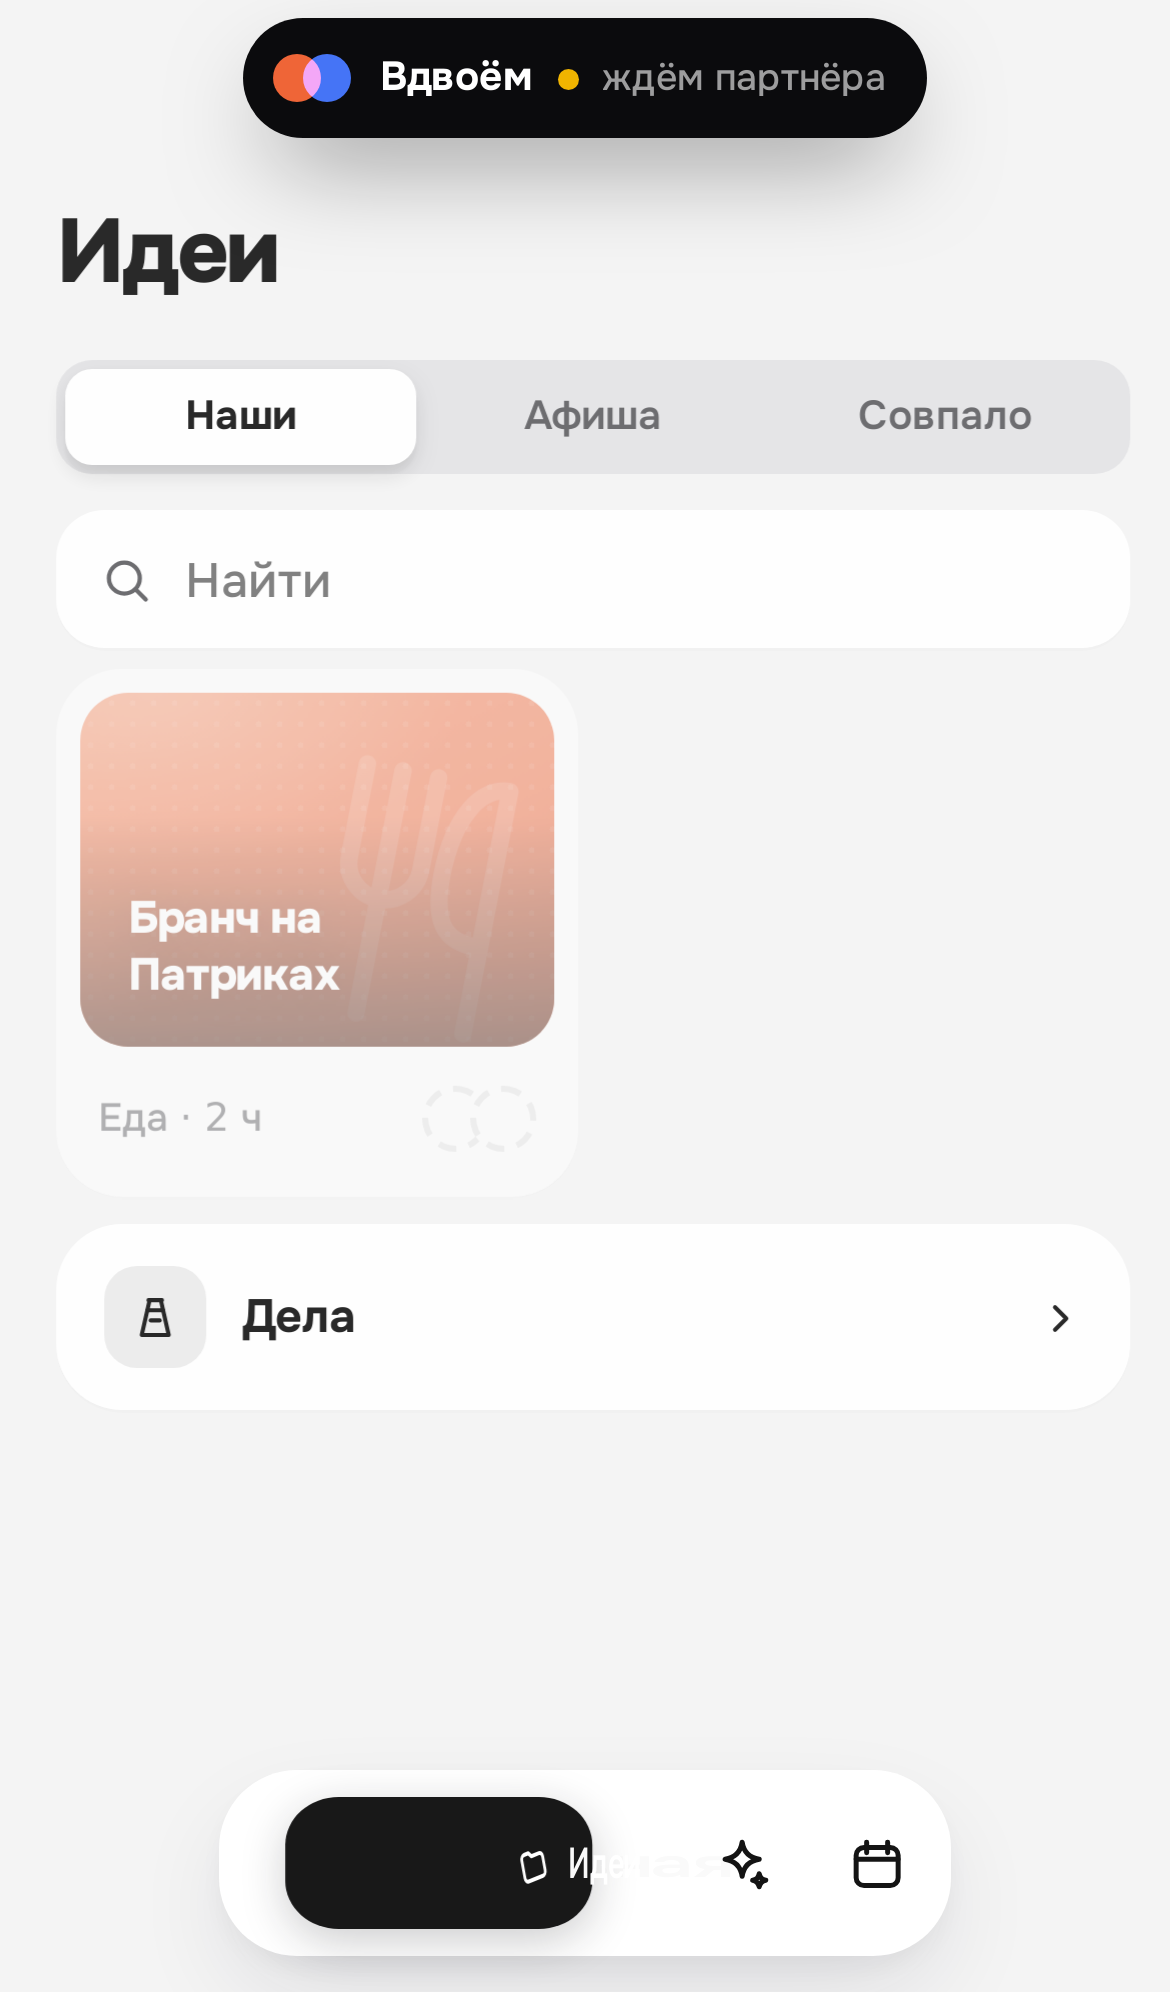 Вдвоём ждём партнёра
Идеи
Наши Афиша Совпало
Найти
Бранч на
Патриках
Еда · 2 ч
Дела